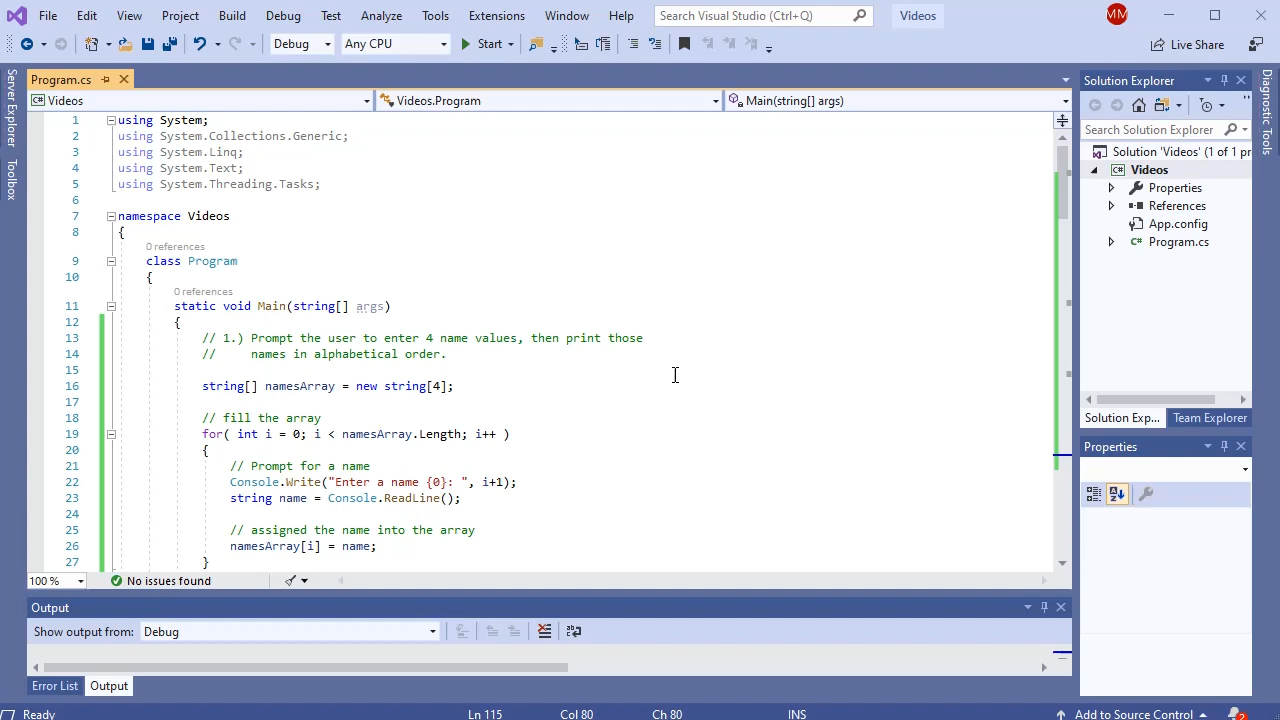 File Edit View Project Build Debug Test Analyze Tools Extensions Window Help Search Visual Studio (Ctrl+Q) Videos MM
Debug Any CPU Start Live Share
Server Explorer
Toolbox
Program.cs
Videos Videos.Program Main(string[] args)
1 using System;
2 using System.Collections.Generic;
3 using System.Linq;
4 using System.Text;
5 using System.Threading.Tasks;
6
7 namespace Videos
8 {
0 references
9 class Program
10 {
0 references
11 static void Main(string[] args)
12 {
13 // 1.) Prompt the user to enter 4 name values, then print those
14 // names in alphabetical order.
15
16 string[] namesArray = new string[4];
17
18 // fill the array
19 for( int i = 0; i < namesArray.Length; i++ )
20 {
21 // Prompt for a name
22 Console.Write("Enter a name {0}: ", i+1);
23 string name = Console.ReadLine();
24
25 // assigned the name into the array
26 namesArray[i] = name;
27 }
100 % No issues found
Output
Show output from: Debug
Error List Output
Solution Explorer
Search Solution Explorer
Solution 'Videos' (1 of 1 pr
Videos
Properties
References
App.config
C# Program.cs
Solution Exp... Team Explorer
Properties
Diagnostic Tools
Ready Ln 115 Col 80 Ch 80 INS Add to Source Control 2